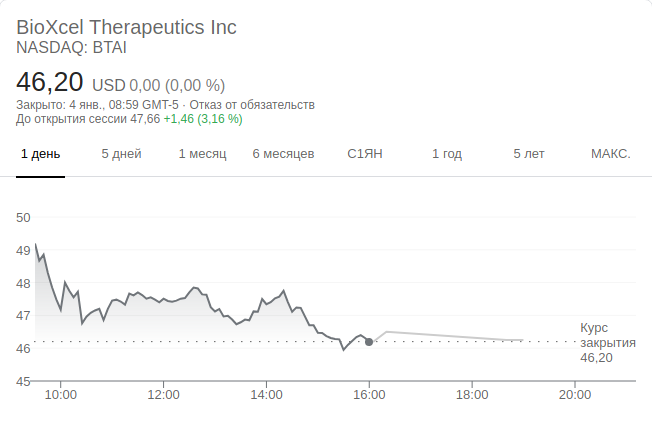 BioXcel Therapeutics Inc
NASDAQ: BTAI
46,20 USD 0,00 (0,00 %)
Закрыто: 4 янв., 08:59 GMT-5 · Отказ от обязательств
До открытия сессии 47,66 +1,46 (3,16 %)
1 день 5 дней 1 месяц 6 месяцев С1ЯН 1 год 5 лет МАКС.
50
49
48
47
46
45
Курс
закрытия
46,20
10:00 12:00 14:00 16:00 18:00 20:00